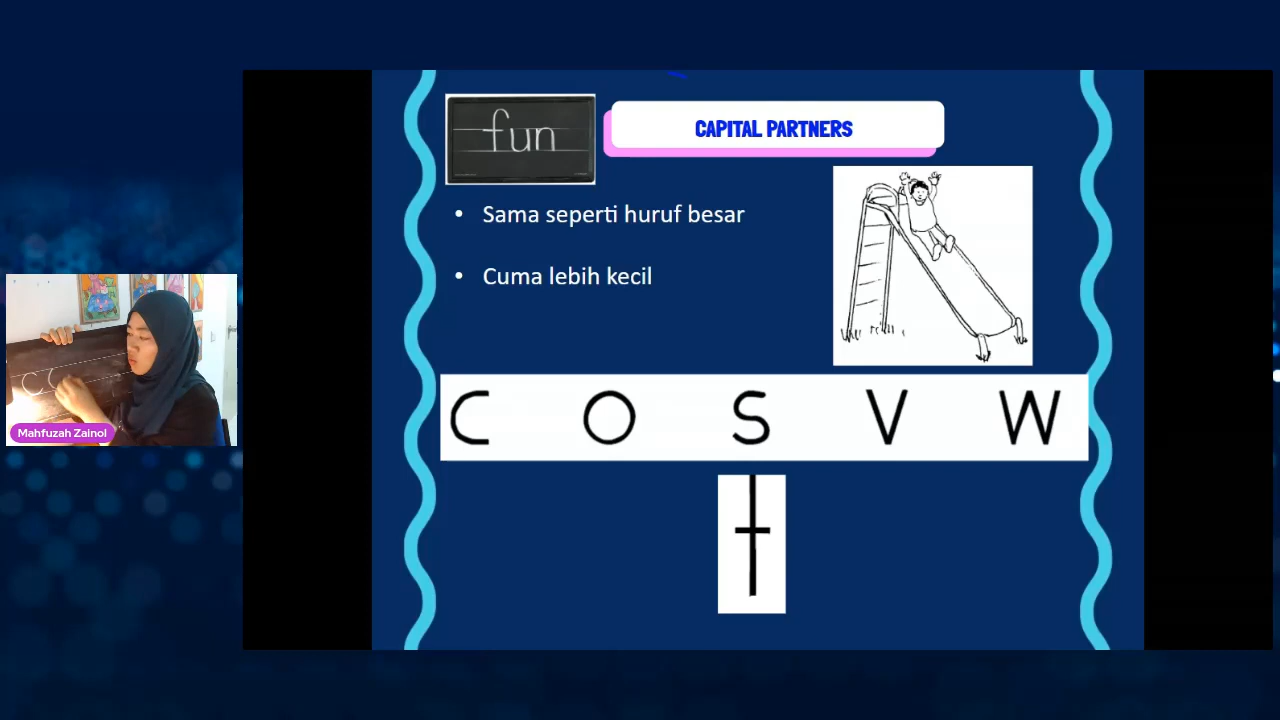 fun
CAPITAL PARTNERS
• Sama seperti huruf besar
• Cuma lebih kecil
C O S V W
t
C C
Mahfuzah Zainol